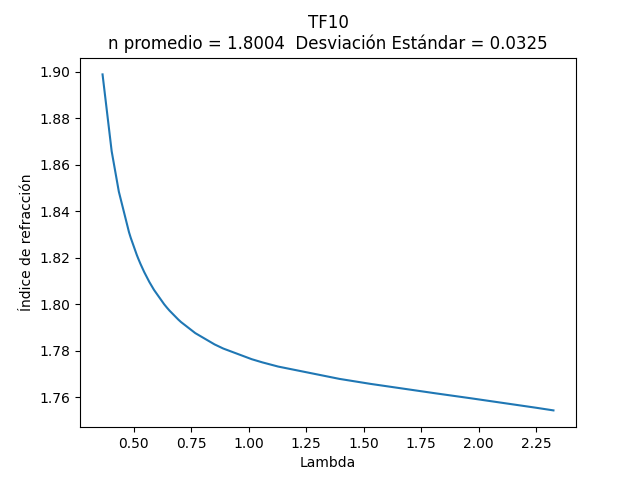 TF10
n promedio = 1.8004  Desviación Estándar = 0.0325
1.90
1.88
1.86
1.84
1.82
1.80
1.78
1.76
Índice de refracción
0.50 0.75 1.00 1.25 1.50 1.75 2.00 2.25
Lambda